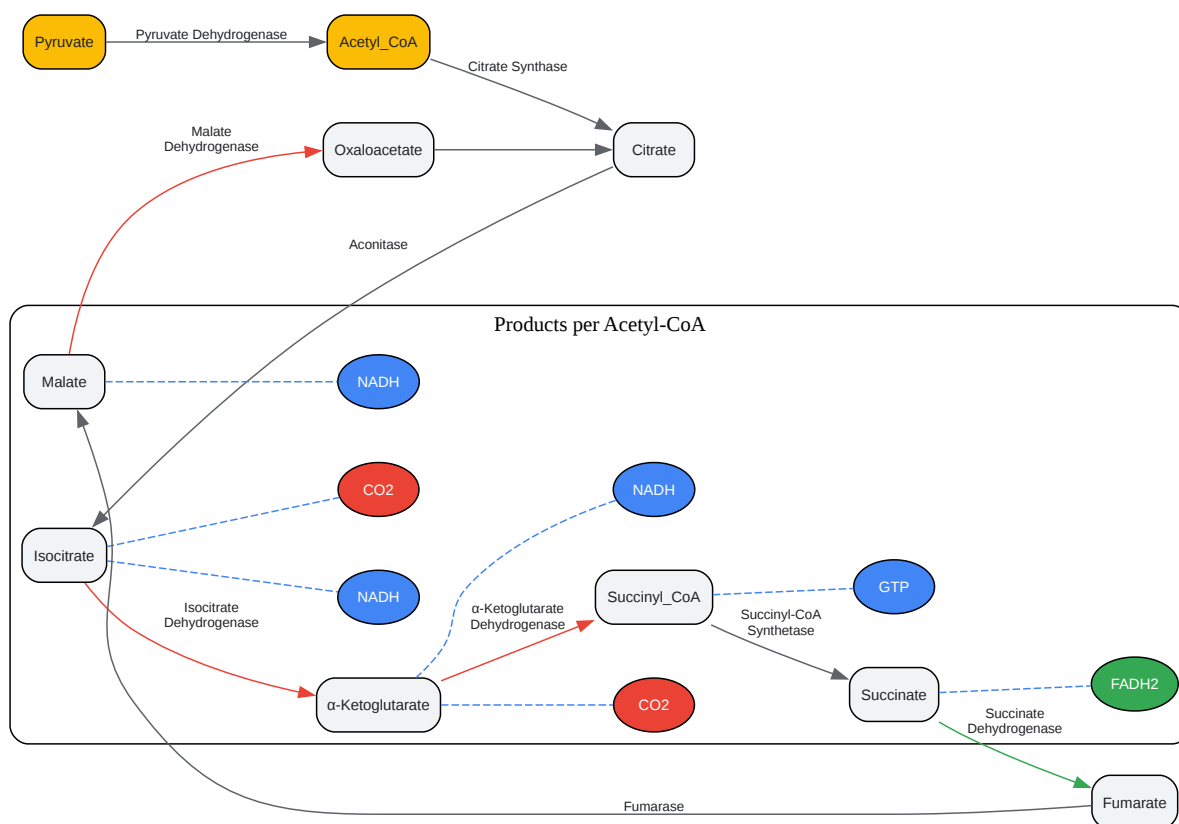 Pyruvate
Pyruvate Dehydrogenase
Acetyl_CoA
Citrate Synthase
Malate
Dehydrogenase
Oxaloacetate
Citrate
Aconitase
Products per Acetyl-CoA
Malate
NADH
CO2
NADH
Isocitrate
NADH
Isocitrate
Dehydrogenase
α-Ketoglutarate
Dehydrogenase
Succinyl_CoA
GTP
Succinyl-CoA
Synthetase
α-Ketoglutarate
CO2
Succinate
FADH2
Succinate
Dehydrogenase
Fumarase
Fumarate